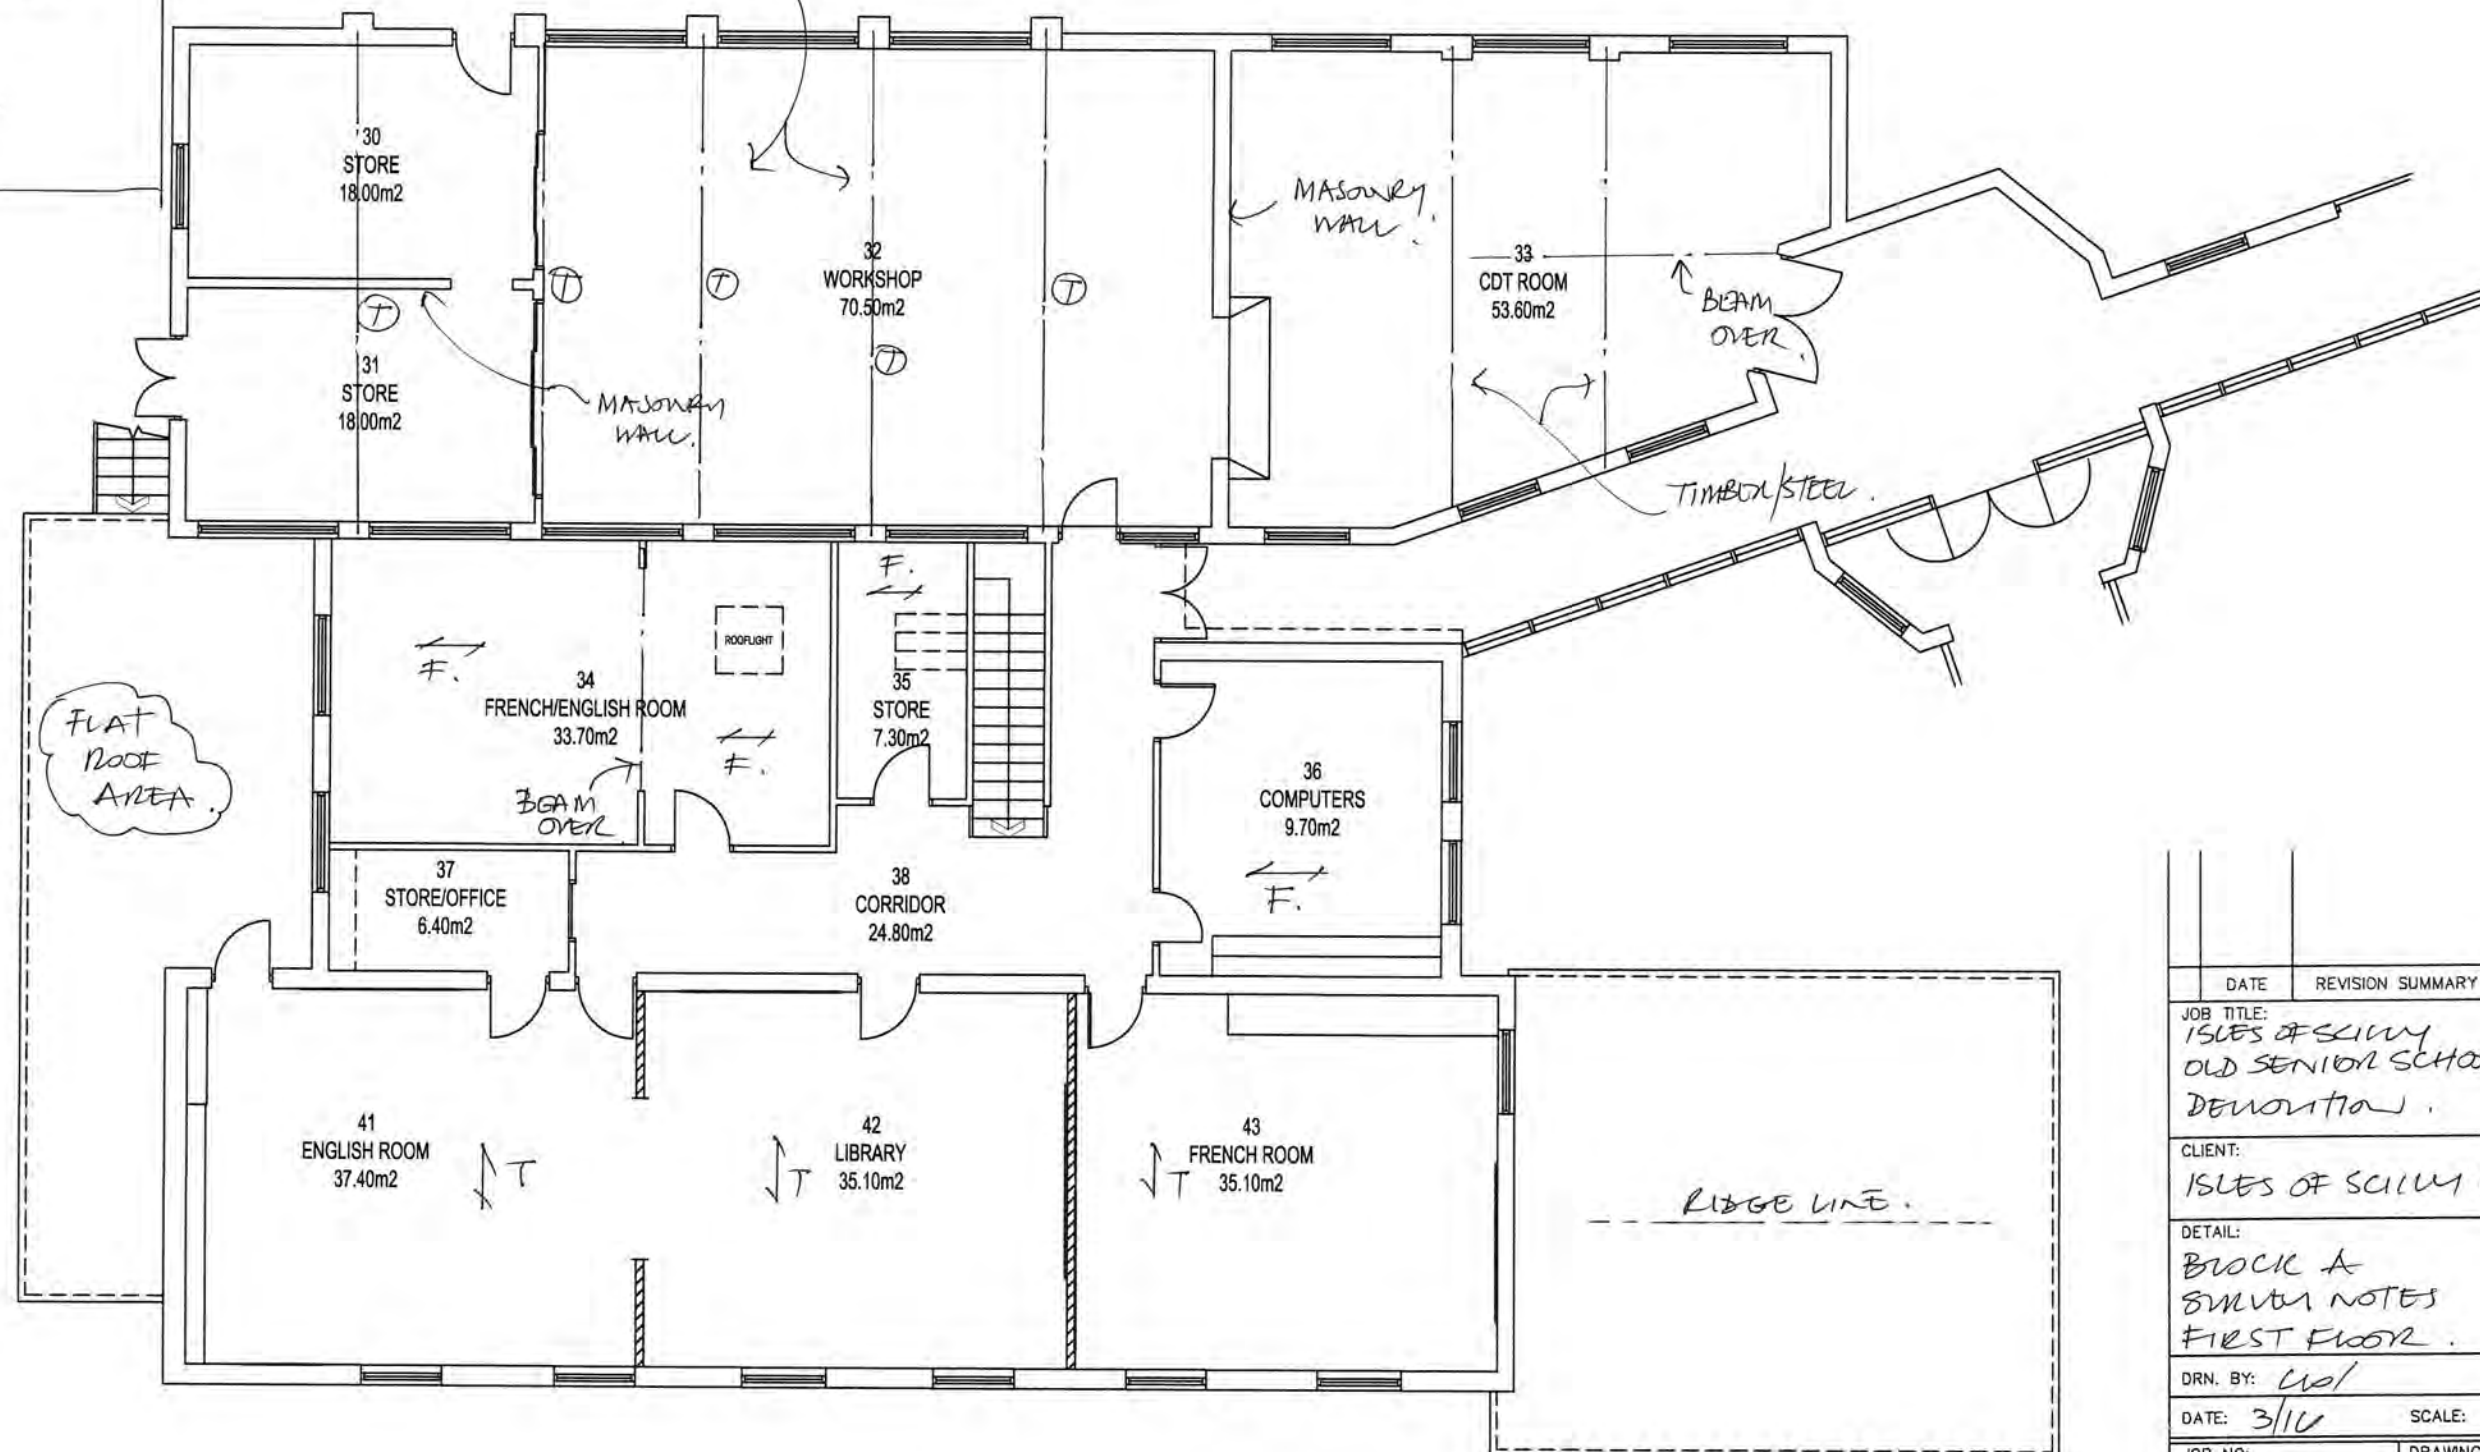 30
STORE
18.00m2
T
31
STORE
18.00m2
MASONRY
WALL.
T
T
32
WORKSHOP
70.50m2
T
T
MASONRY
WALL.
33
CDT ROOM
53.60m2
BEAM
OVER.
TIMBER/STEEL.
FLAT
ROOF
AREA.
F.
34
FRENCH/ENGLISH ROOM
33.70m2
ROOFLIGHT
F.
BEAM
OVER
F.
35
STORE
7.30m2
36
COMPUTERS
9.70m2
F.
37
STORE/OFFICE
6.40m2
38
CORRIDOR
24.80m2
41
ENGLISH ROOM
37.40m2
T
42
LIBRARY
35.10m2
T
43
FRENCH ROOM
35.10m2
T
RIDGE LINE.
DATE REVISION SUMMARY
JOB TITLE:
ISLES OF SCILLY
OLD SENIOR SCHOO
DEMOLITION.
CLIENT:
ISLES OF SCILLY
DETAIL:
BLOCK A
SURVEY NOTES
FIRST FLOOR.
DRN. BY:
DATE: 3/16 SCALE:
JOB NO: DRAWING